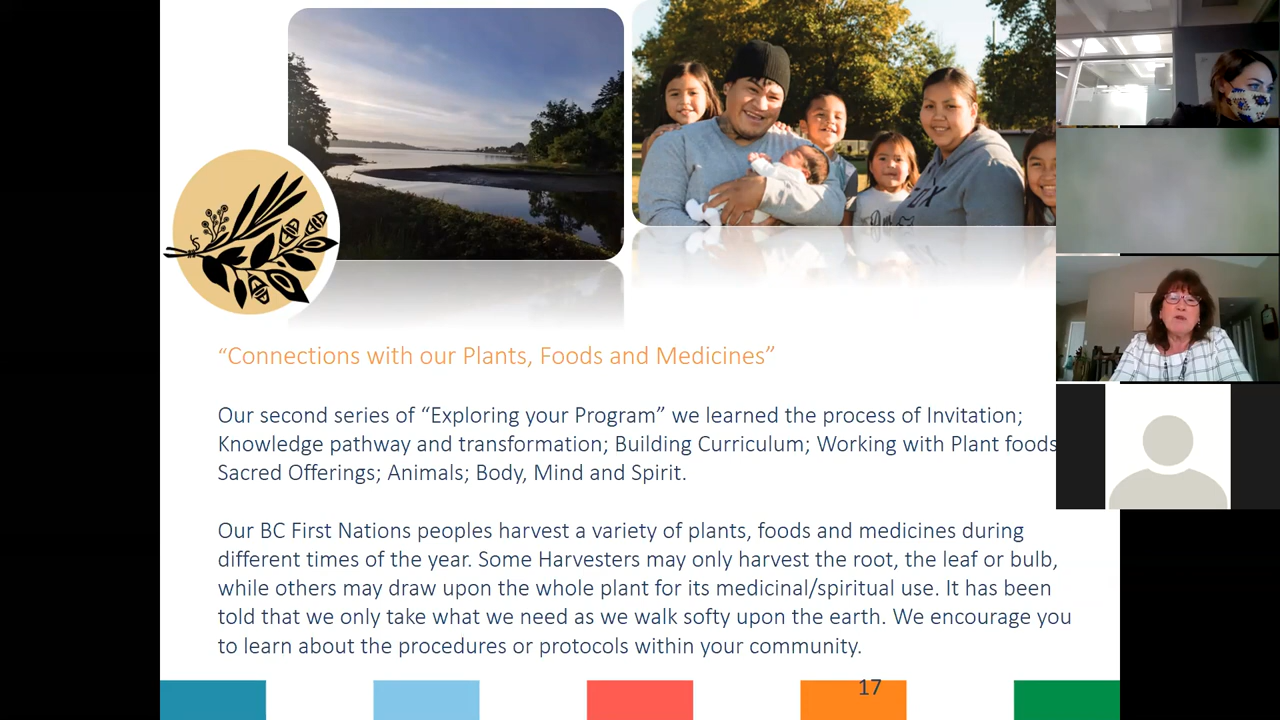 “Connections with our Plants, Foods and Medicines”
Our second series of “Exploring your Program” we learned the process of Invitation;
Knowledge pathway and transformation; Building Curriculum; Working with Plant foods
Sacred Offerings; Animals; Body, Mind and Spirit.
Our BC First Nations peoples harvest a variety of plants, foods and medicines during
different times of the year. Some Harvesters may only harvest the root, the leaf or bulb,
while others may draw upon the whole plant for its medicinal/spiritual use. It has been
told that we only take what we need as we walk softy upon the earth. We encourage you
to learn about the procedures or protocols within your community.
17